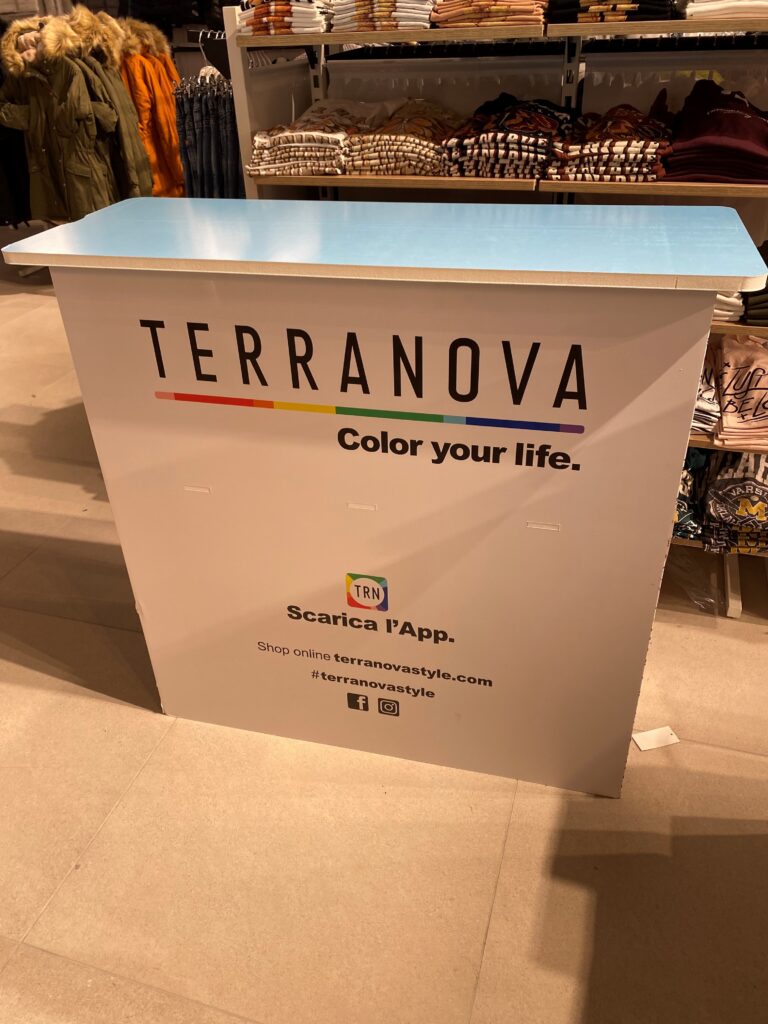 TERRANOVA
Color your life.
TRN
Scarica l'App.
Shop online terranovastyle.com
#terranovastyle